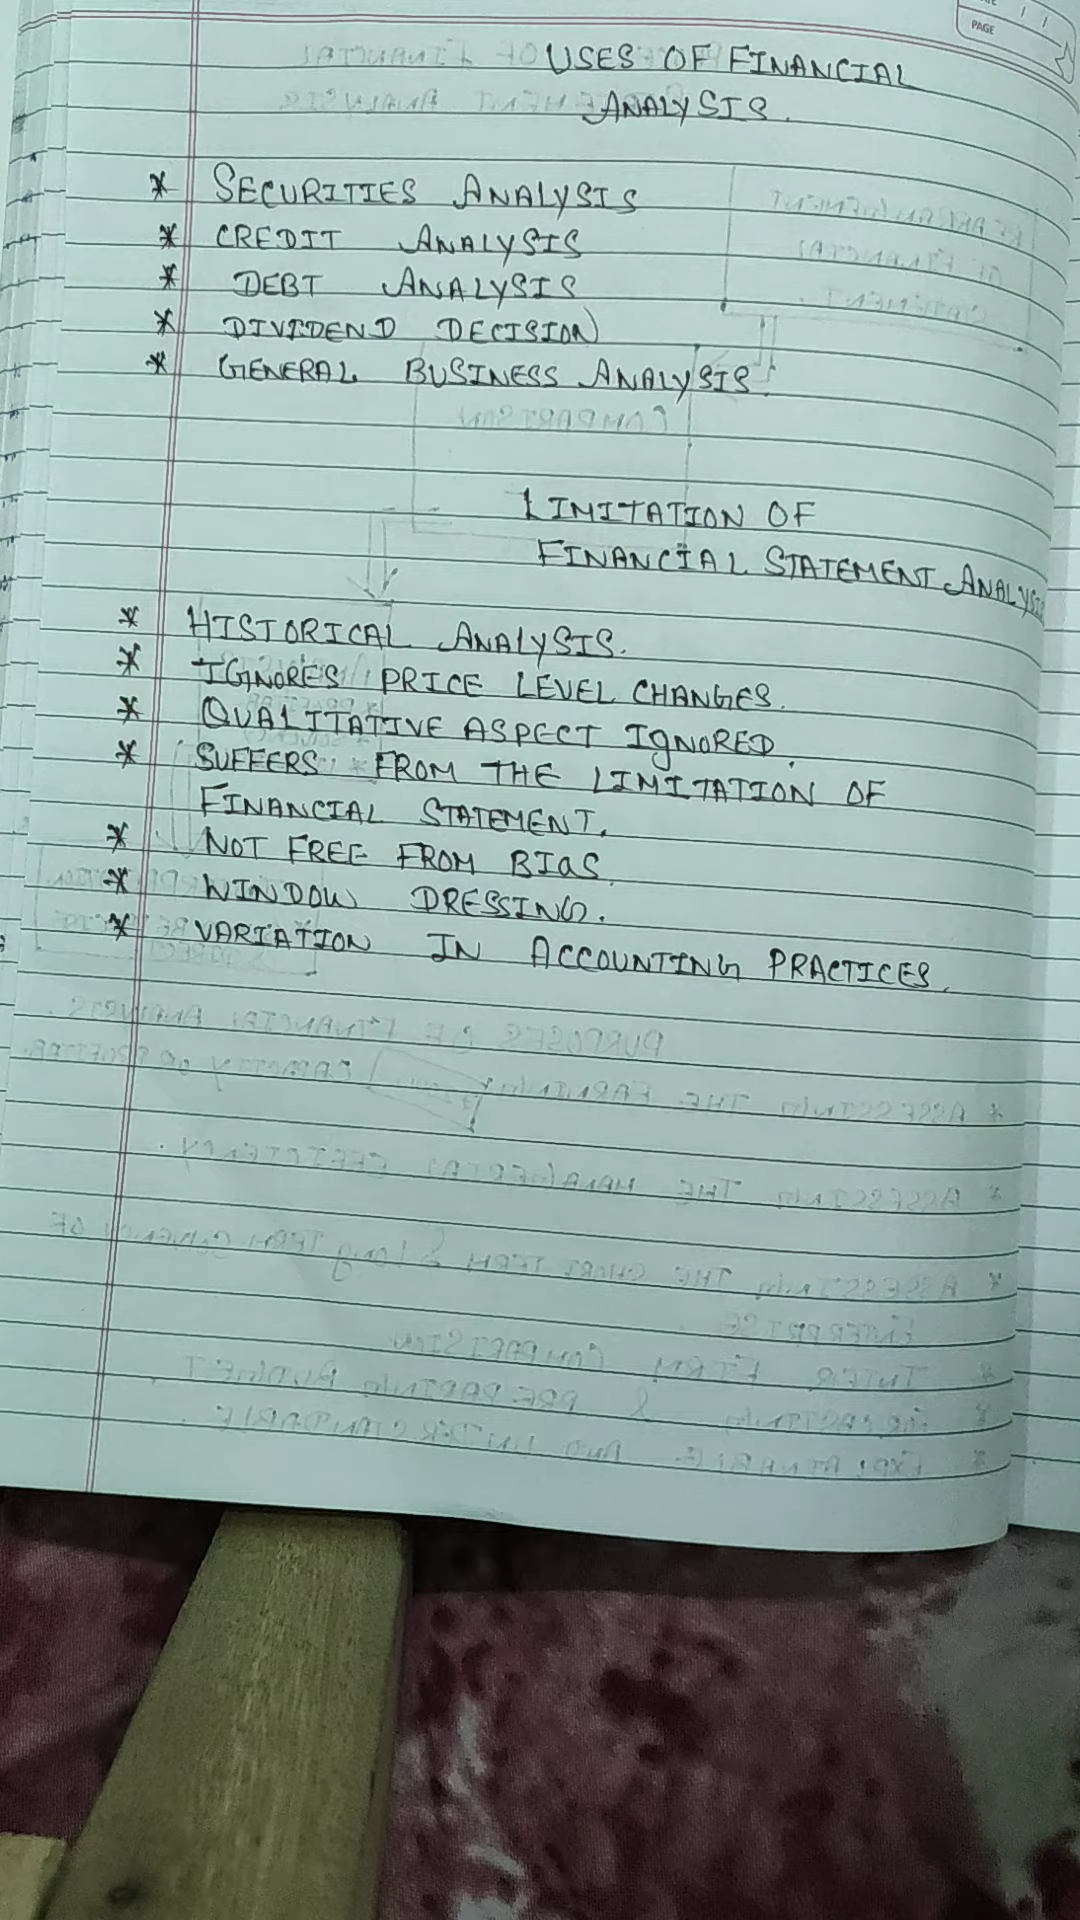 PAGE
USES OF FINANCIAL
ANALYSIS.
* SECURITIES ANALYSIS
* CREDIT ANALYSIS
* DEBT ANALYSIS
* DIVIDEND DECISION
* GENERAL BUSINESS ANALYSIS.
LIMITATION OF
FINANCIAL STATEMENT ANALYSIS
* HISTORICAL ANALYSIS.
* IGNORES PRICE LEVEL CHANGES.
* QUALITATIVE ASPECT IGNORED.
* SUFFERS FROM THE LIMITATION OF
FINANCIAL STATEMENT.
* NOT FREE FROM BIAS.
* WINDOW DRESSING.
* VARIATION IN ACCOUNTING PRACTICES.